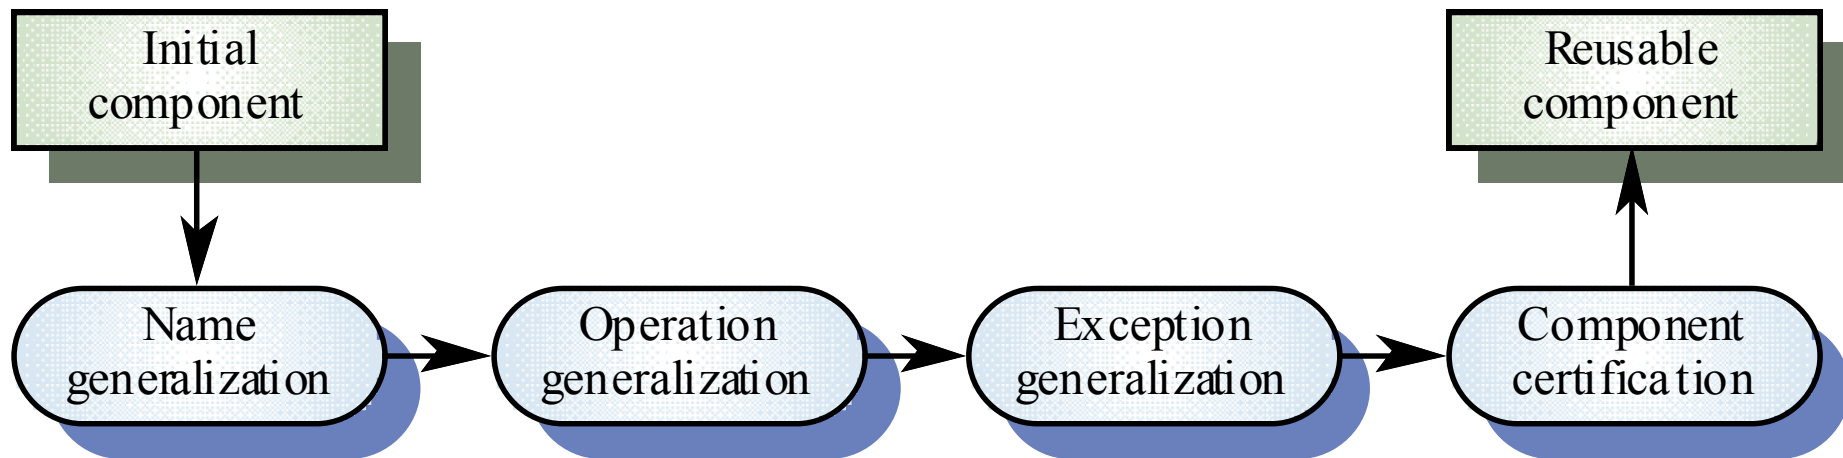 Initial
component
Reusable
component
Name
generalization
Operation
generalization
Exception
generalization
Component
certification